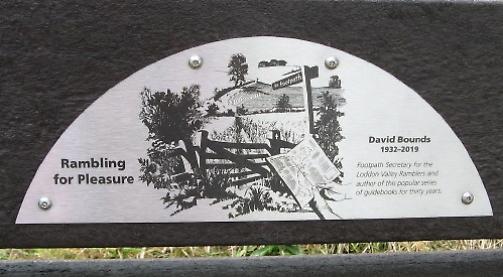 Footpath
Rambling
for Pleasure
David Bounds
1932–2019
Footpath Secretary for the
Loddon Valley Ramblers and
author of this popular series
of guidebooks for thirty years.